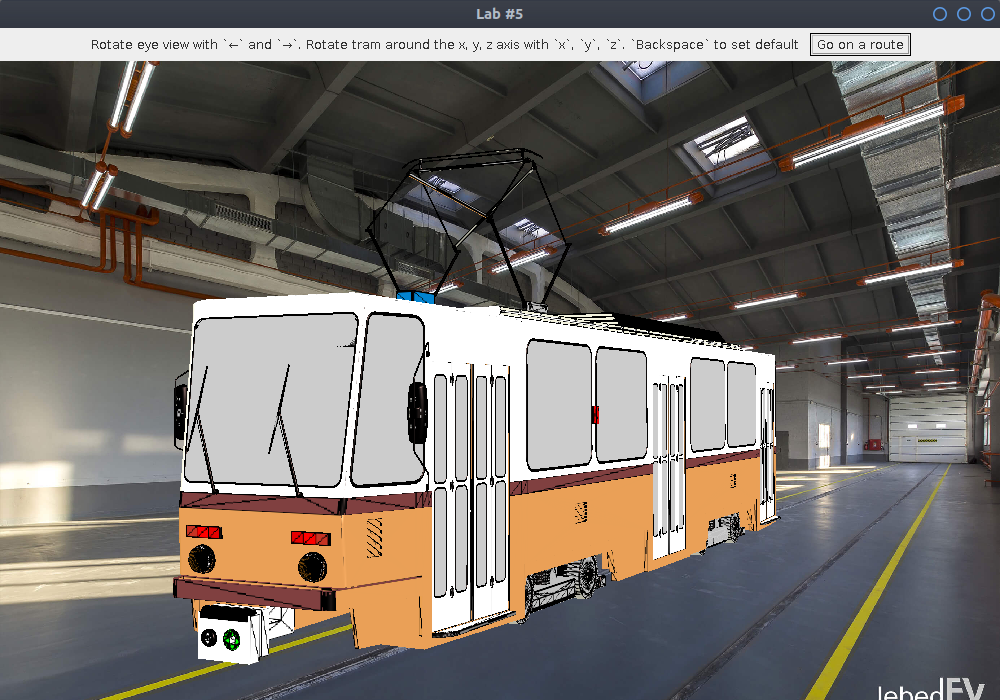 Lab #5
Rotate eye view with `←` and `→`. Rotate tram around the x, y, z axis with `x`, `y`, `z`. `Backspace` to set default Go on a route
lebedEV